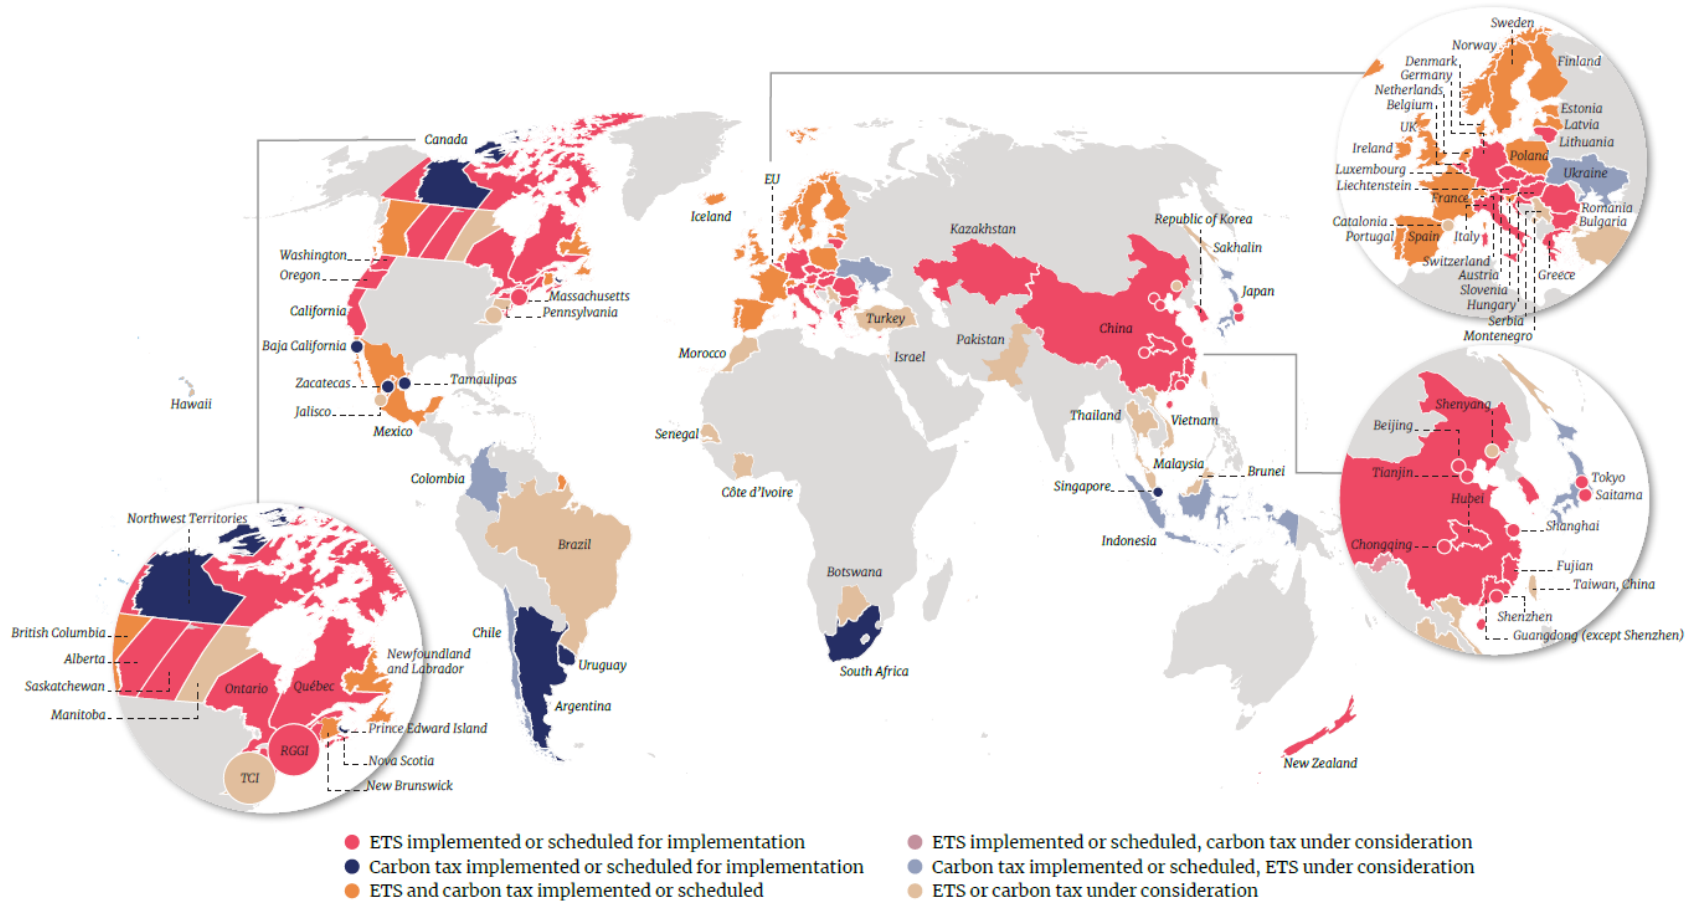 Canada
Washington
Oregon
California
Baja California
Zacatecas
Jalisco
Mexico
Tamaulipas
Massachusetts
Pennsylvania
Hawaii
Iceland
EU
Kazakhstan
Republic of Korea
Sakhalin
Japan
China
Turkey
Morocco
Israel
Pakistan
Senegal
Côte d'Ivoire
Thailand
Vietnam
Malaysia
Brunei
Singapore
Indonesia
Colombia
Brazil
Chile
Uruguay
Argentina
Botswana
South Africa
New Zealand
Sweden
Norway
Finland
Denmark
Germany
Netherlands
Belgium
UK
Ireland
Luxembourg
Liechtenstein
France
Catalonia
Portugal
Spain
Italy
Switzerland
Austria
Slovenia
Hungary
Serbia
Montenegro
Greece
Estonia
Latvia
Lithuania
Poland
Ukraine
Romania
Bulgaria
Shenyang
Beijing
Tianjin
Hubei
Chongqing
Tokyo
Saitama
Shanghai
Fujian
Taiwan, China
Shenzhen
Guangdong (except Shenzhen)
Northwest Territories
British Columbia
Alberta
Saskatchewan
Manitoba
Ontario
Québec
Newfoundland
and Labrador
Prince Edward Island
Nova Scotia
New Brunswick
RGGI
TCI
ETS implemented or scheduled for implementation
Carbon tax implemented or scheduled for implementation
ETS and carbon tax implemented or scheduled
ETS implemented or scheduled, carbon tax under consideration
Carbon tax implemented or scheduled, ETS under consideration
ETS or carbon tax under consideration